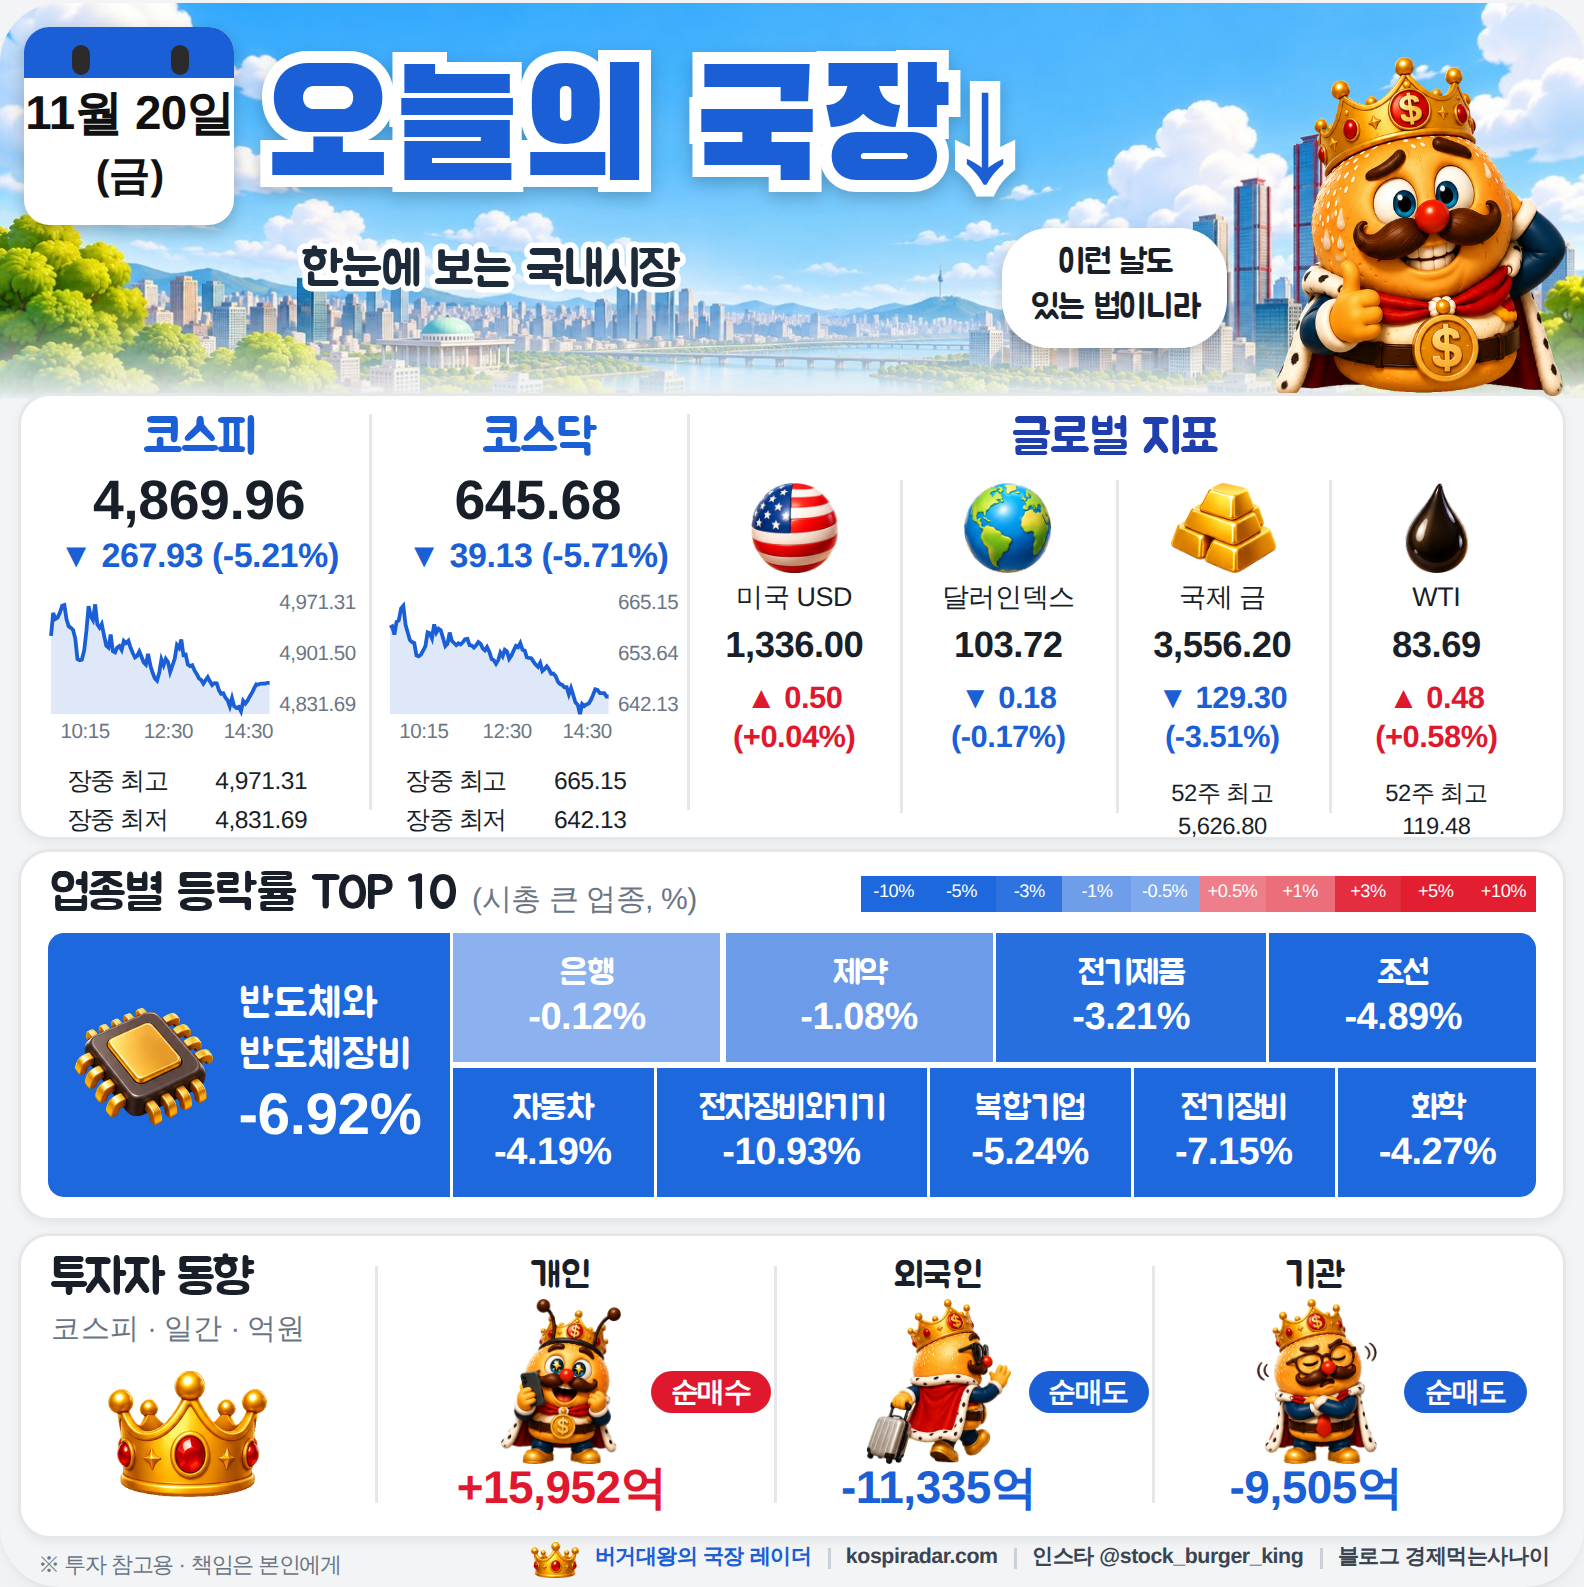 11월 20일
(금)
오늘의 국장↓
한눈에 보는 국내시장
이런 날도
있는 법이니라
코스피
4,869.96
▼ 267.93 (-5.21%)
4,971.31
4,901.50
4,831.69
10:15 12:30 14:30
장중 최고 4,971.31
장중 최저 4,831.69
코스닥
645.68
▼ 39.13 (-5.71%)
665.15
653.64
642.13
10:15 12:30 14:30
장중 최고 665.15
장중 최저 642.13
글로벌 지표
미국 USD
1,336.00
▲ 0.50
(+0.04%)
달러인덱스
103.72
▼ 0.18
(-0.17%)
국제 금
3,556.20
▼ 129.30
(-3.51%)
52주 최고
5,626.80
WTI
83.69
▲ 0.48
(+0.58%)
52주 최고
119.48
업종별 등락률 TOP 10 (시총 큰 업종, %)
-10% -5% -3% -1% -0.5% +0.5% +1% +3% +5% +10%
반도체와
반도체장비
-6.92%
은행
-0.12%
제약
-1.08%
전기제품
-3.21%
조선
-4.89%
자동차
-4.19%
전자장비와기기
-10.93%
복합기업
-5.24%
전기장비
-7.15%
화학
-4.27%
투자자 동향
코스피 · 일간 · 억원
개인
순매수
+15,952억
외국인
순매도
-11,335억
기관
순매도
-9,505억
※ 투자 참고용 · 책임은 본인에게
버거대왕의 국장 레이더 | kospiradar.com | 인스타 @stock_burger_king | 블로그 경제먹는사나이